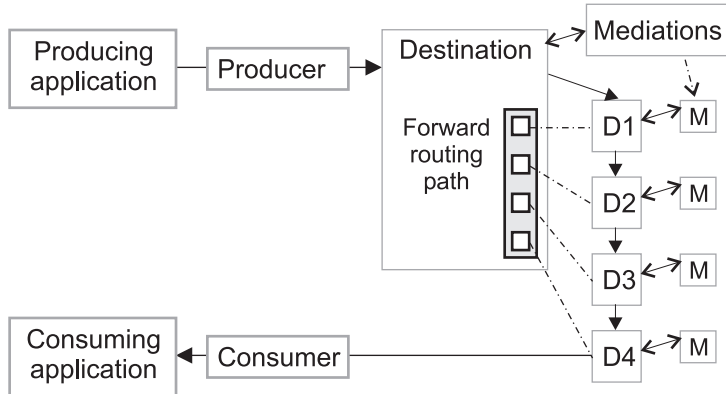 Producing
application
Producer
Destination
Mediations
Forward
routing
path
D1
M
D2
M
D3
M
D4
M
Consuming
application
Consumer